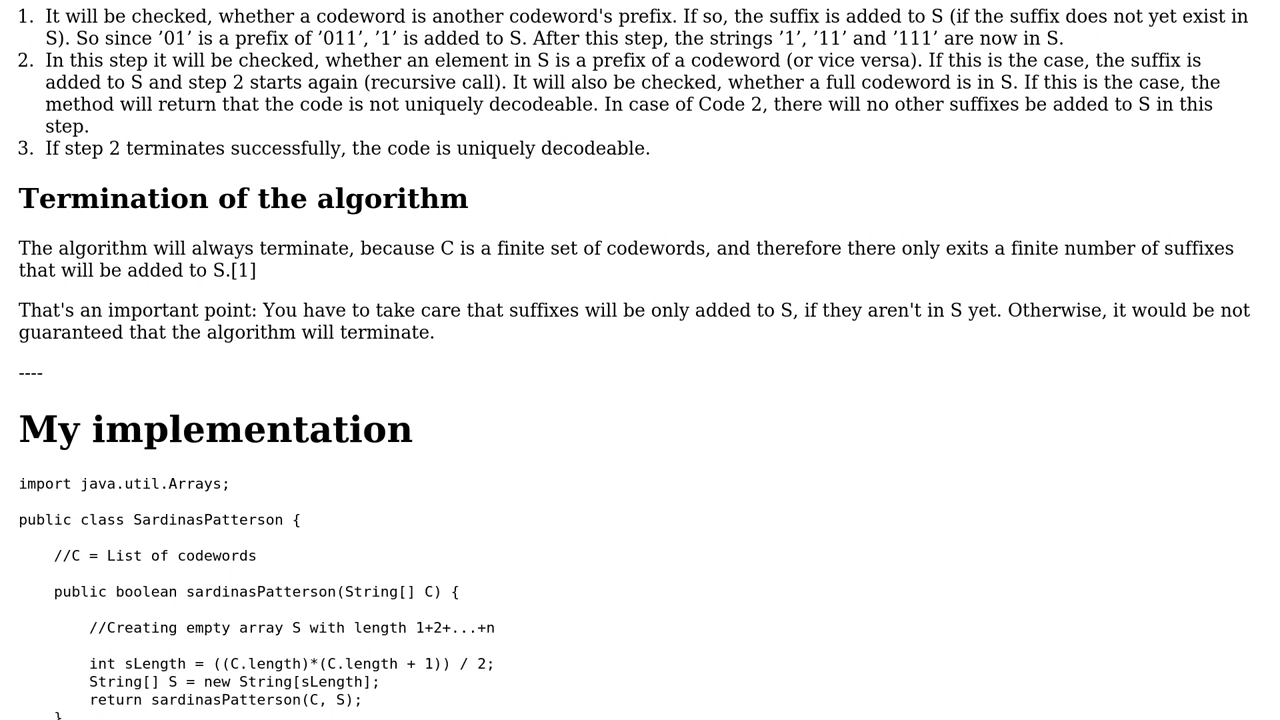 1. It will be checked, whether a codeword is another codeword's prefix. If so, the suffix is added to S (if the suffix does not yet exist in
S). So since ’01’ is a prefix of ’011’, ’1’ is added to S. After this step, the strings ’1’, ’11’ and ’111’ are now in S.
2. In this step it will be checked, whether an element in S is a prefix of a codeword (or vice versa). If this is the case, the suffix is
added to S and step 2 starts again (recursive call). It will also be checked, whether a full codeword is in S. If this is the case, the
method will return that the code is not uniquely decodeable. In case of Code 2, there will no other suffixes be added to S in this
step.
3. If step 2 terminates successfully, the code is uniquely decodeable.
Termination of the algorithm
The algorithm will always terminate, because C is a finite set of codewords, and therefore there only exits a finite number of suffixes
that will be added to S.[1]
That's an important point: You have to take care that suffixes will be only added to S, if they aren't in S yet. Otherwise, it would be not
guaranteed that the algorithm will terminate.
----
My implementation
import java.util.Arrays;
public class SardinasPatterson {
//C = List of codewords
public boolean sardinasPatterson(String[] C) {
//Creating empty array S with length 1+2+...+n
int sLength = ((C.length)*(C.length + 1)) / 2;
String[] S = new String[sLength];
return sardinasPatterson(C, S);
}